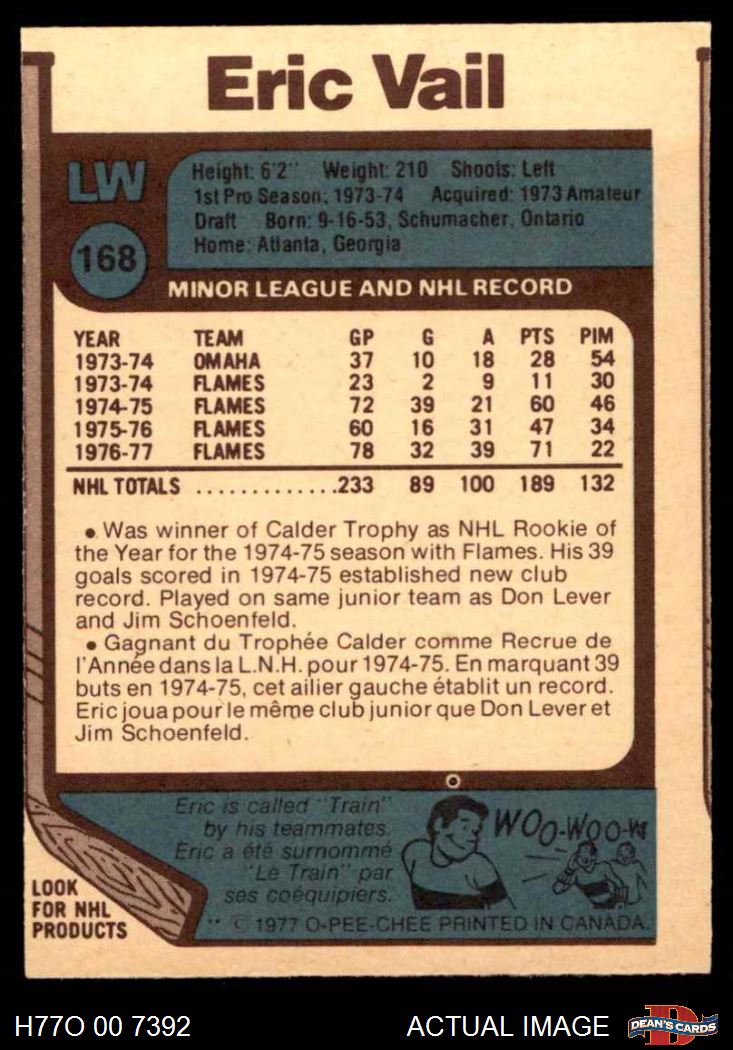 Eric Vail
LW
168
Height: 6'2" Weight: 210 Shoots: Left
1st Pro Season: 1973-74 Acquired: 1973 Amateur
Draft Born: 9-16-53, Schumacher, Ontario
Home: Atlanta, Georgia
MINOR LEAGUE AND NHL RECORD
YEAR TEAM GP G A PTS PIM
1973-74 OMAHA 37 10 18 28 54
1973-74 FLAMES 23 2 9 11 30
1974-75 FLAMES 72 39 21 60 46
1975-76 FLAMES 60 16 31 47 34
1976-77 FLAMES 78 32 39 71 22
NHL TOTALS .............233 89 100 189 132
• Was winner of Calder Trophy as NHL Rookie of
the Year for the 1974-75 season with Flames. His 39
goals scored in 1974-75 established new club
record. Played on same junior team as Don Lever
and Jim Schoenfeld.
• Gagnant du Trophée Calder comme Recrue de
l'Année dans la L.N.H. pour 1974-75. En marquant 39
buts en 1974-75, cet ailier gauche établit un record.
Eric joua pour le même club junior que Don Lever et
Jim Schoenfeld.
Eric is called "Train"
by his teammates.
Eric a été surnommé
"Le Train" par
ses coéquipiers.
WOO-WOO-W
LOOK
FOR NHL
PRODUCTS
** © 1977 O-PEE-CHEE PRINTED IN CANADA.
H77O 00 7392
ACTUAL IMAGE
D
DEAN'S CARDS